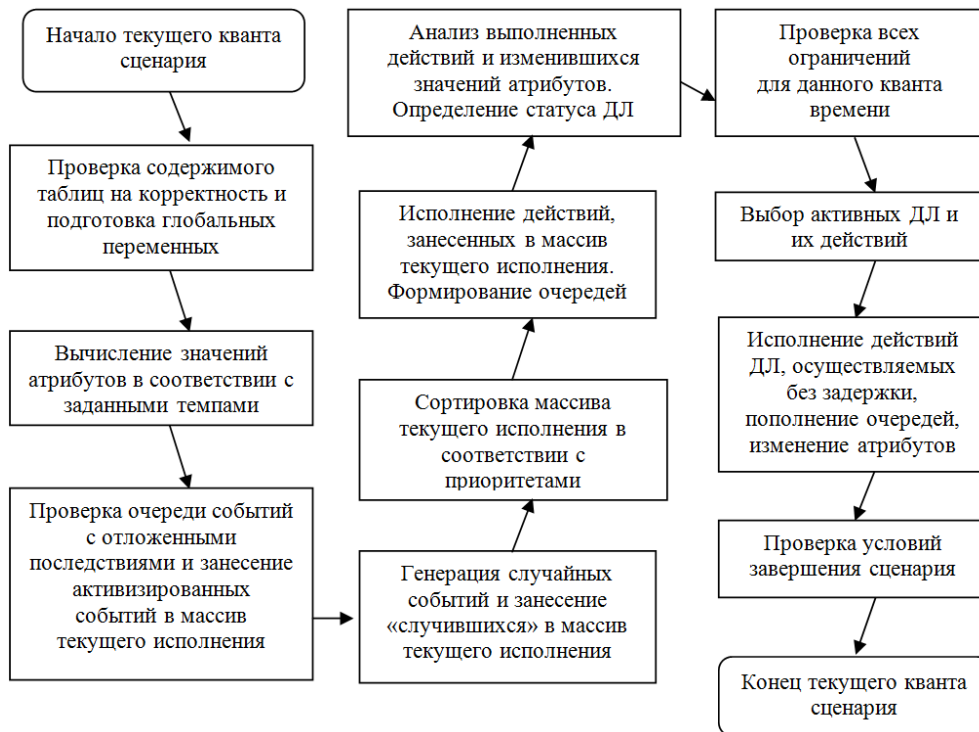 Начало текущего кванта
сценария
Проверка содержимого
таблиц на корректность и
подготовка глобальных
переменных
Вычисление значений
атрибутов в соответствии с
заданными темпами
Проверка очереди событий
с отложенными
последствиями и занесение
активизированных
событий в массив
текущего исполнения
Генерация случайных
событий и занесение
«случившихся» в массив
текущего исполнения
Сортировка массива
текущего исполнения в
соответствии с
приоритетами
Исполнение действий,
занесенных в массив
текущего исполнения.
Формирование очередей
Анализ выполненных
действий и изменившихся
значений атрибутов.
Определение статуса ДЛ
Проверка всех
ограничений
для данного кванта
времени
Выбор активных ДЛ и
их действий
Исполнение действий
ДЛ, осуществляемых
без задержки,
пополнение очередей,
изменение атрибутов
Проверка условий
завершения сценария
Конец текущего кванта
сценария